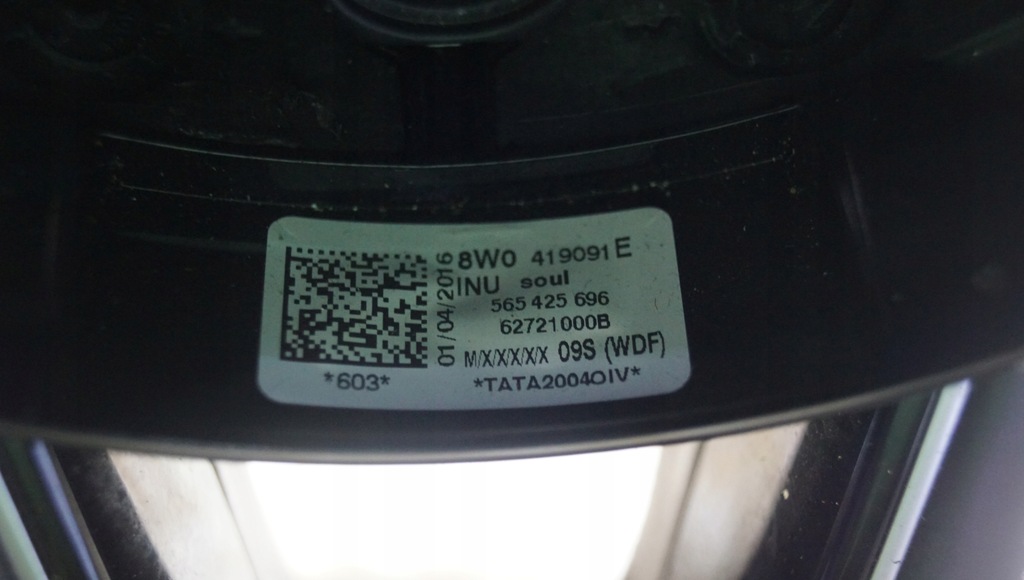 01/04/2016
8W0 419091 E
INU soul
565 425 696
62721000B
M/X/X/X/X/X 09S (WDF)
*603* *TATA2004OIV*